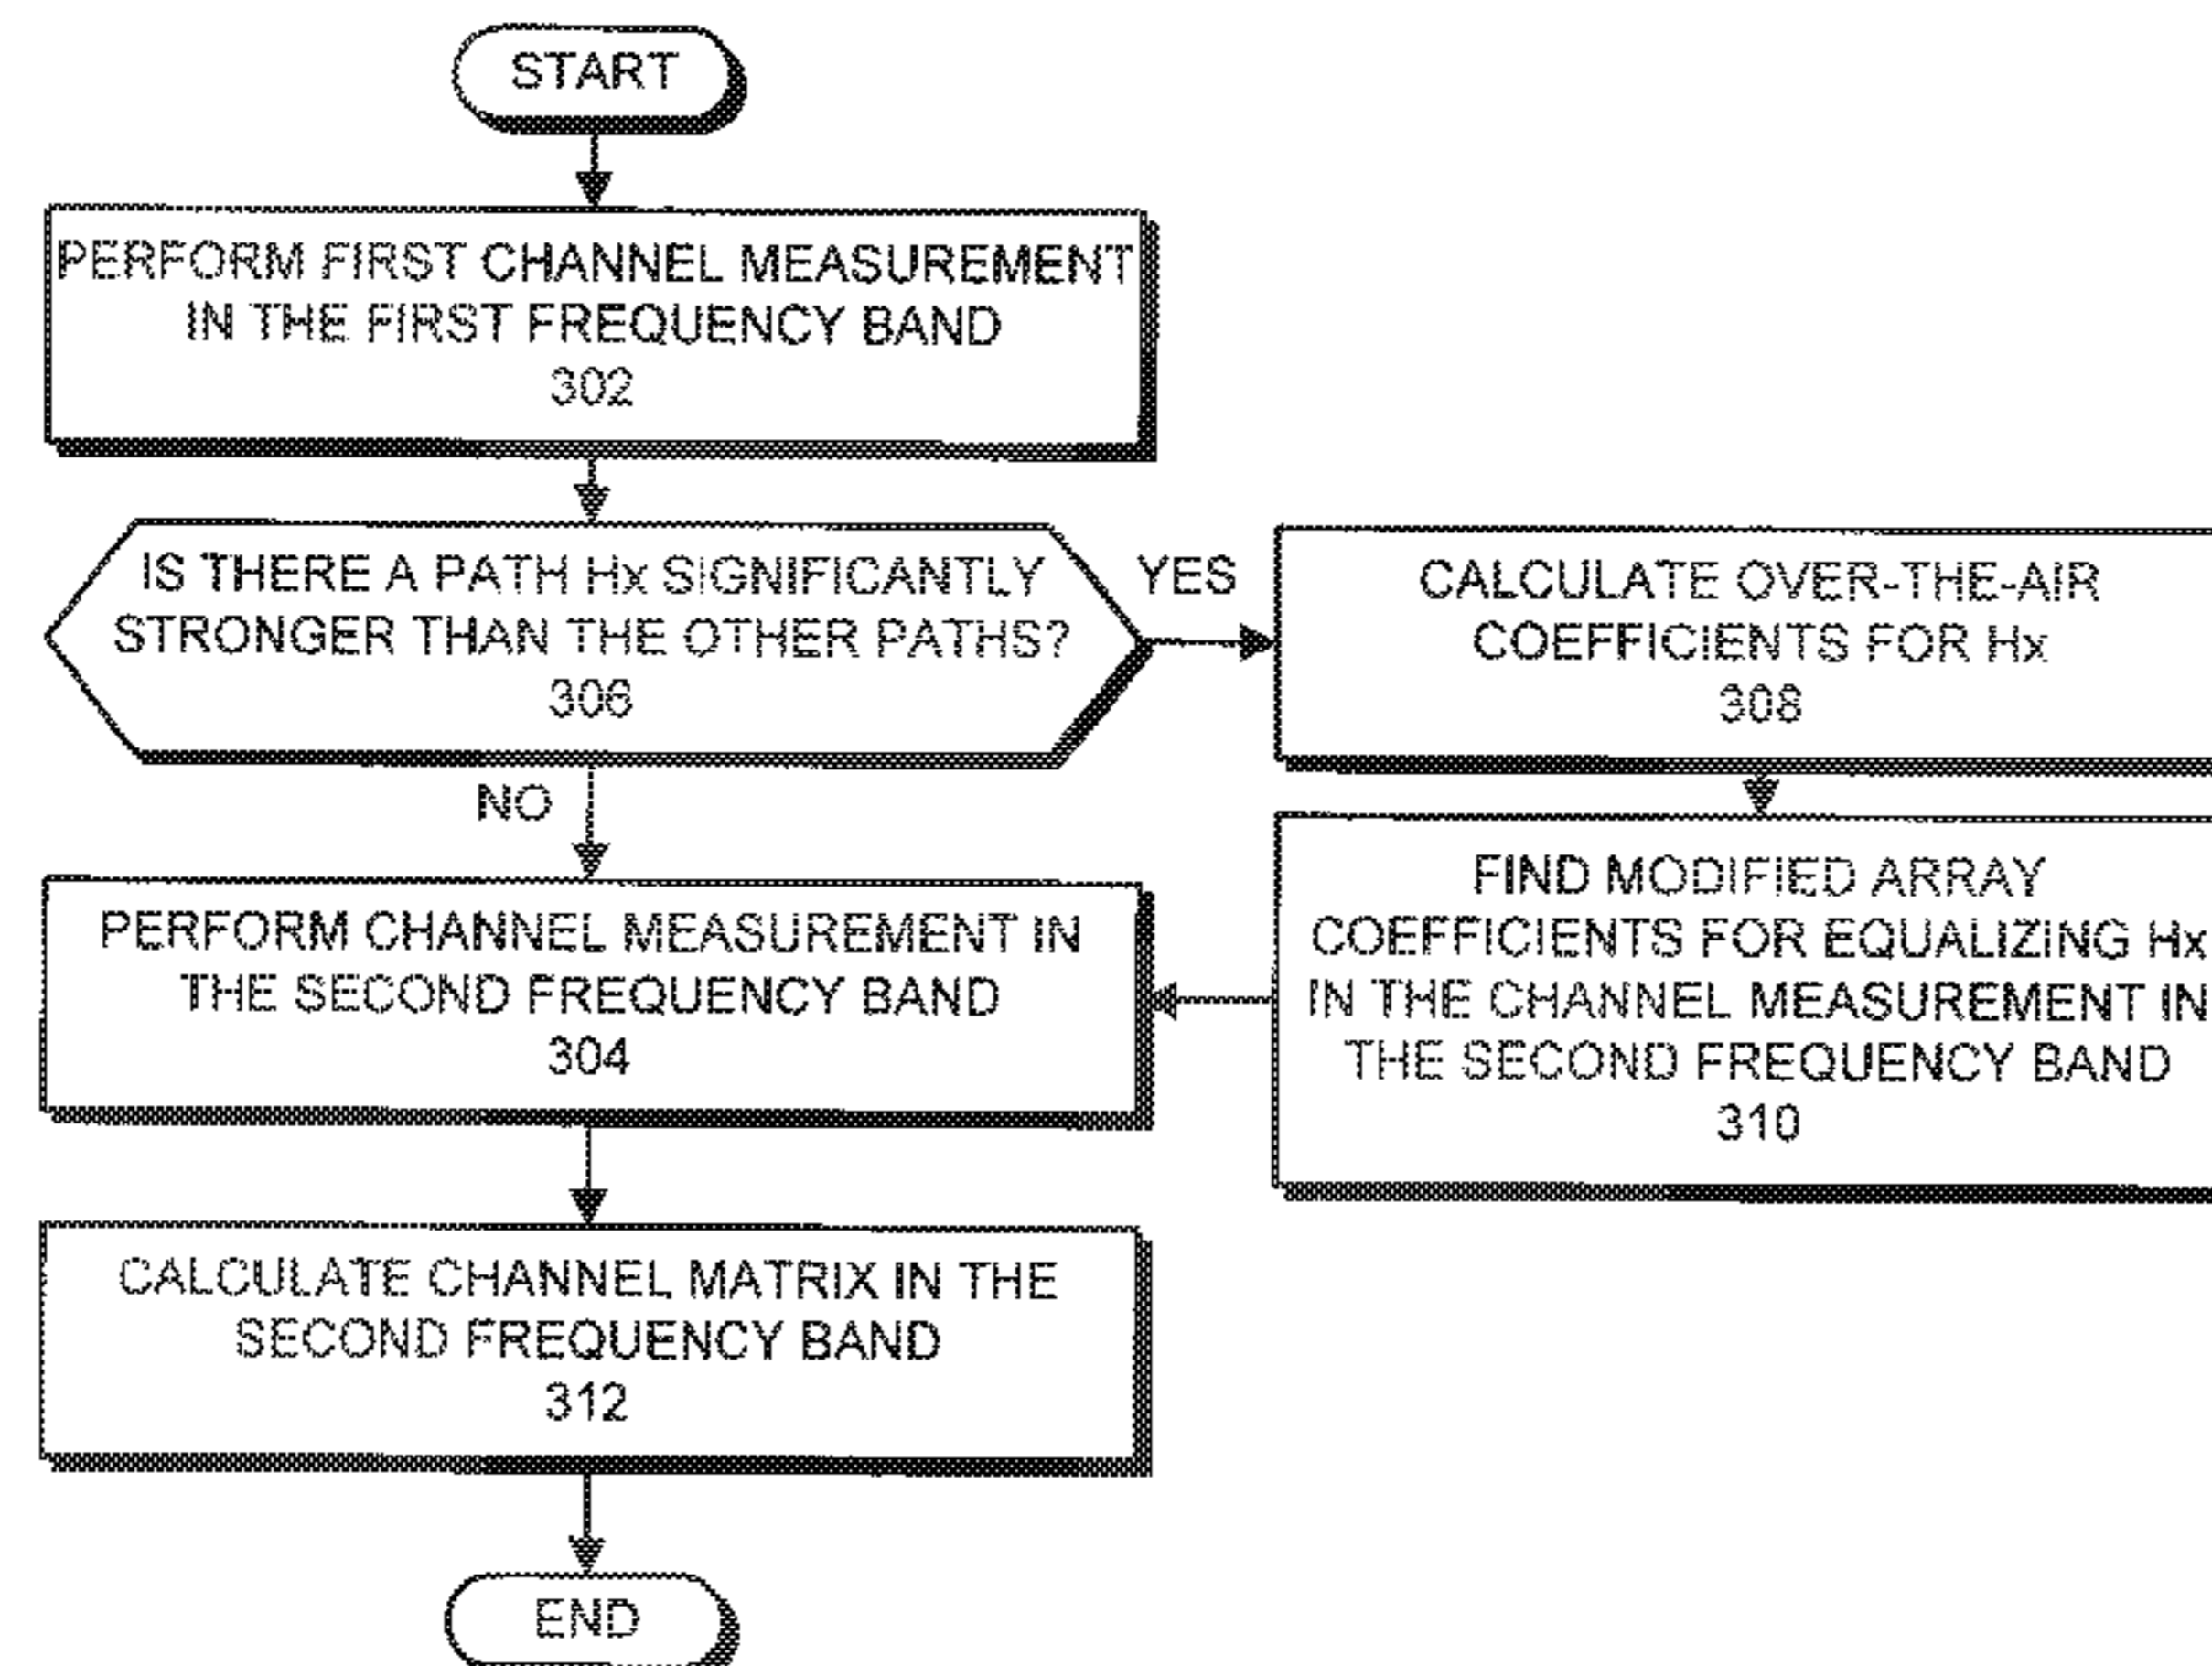 START
PERFORM FIRST CHANNEL MEASUREMENT
IN THE FIRST FREQUENCY BAND
302
IS THERE A PATH Hx SIGNIFICANTLY
STRONGER THAN THE OTHER PATHS?
306
YES
CALCULATE OVER-THE-AIR
COEFFICIENTS FOR Hx
308
NO
FIND MODIFIED ARRAY
COEFFICIENTS FOR EQUALIZING Hx
IN THE CHANNEL MEASUREMENT IN
THE SECOND FREQUENCY BAND
310
PERFORM CHANNEL MEASUREMENT IN
THE SECOND FREQUENCY BAND
304
CALCULATE CHANNEL MATRIX IN THE
SECOND FREQUENCY BAND
312
END